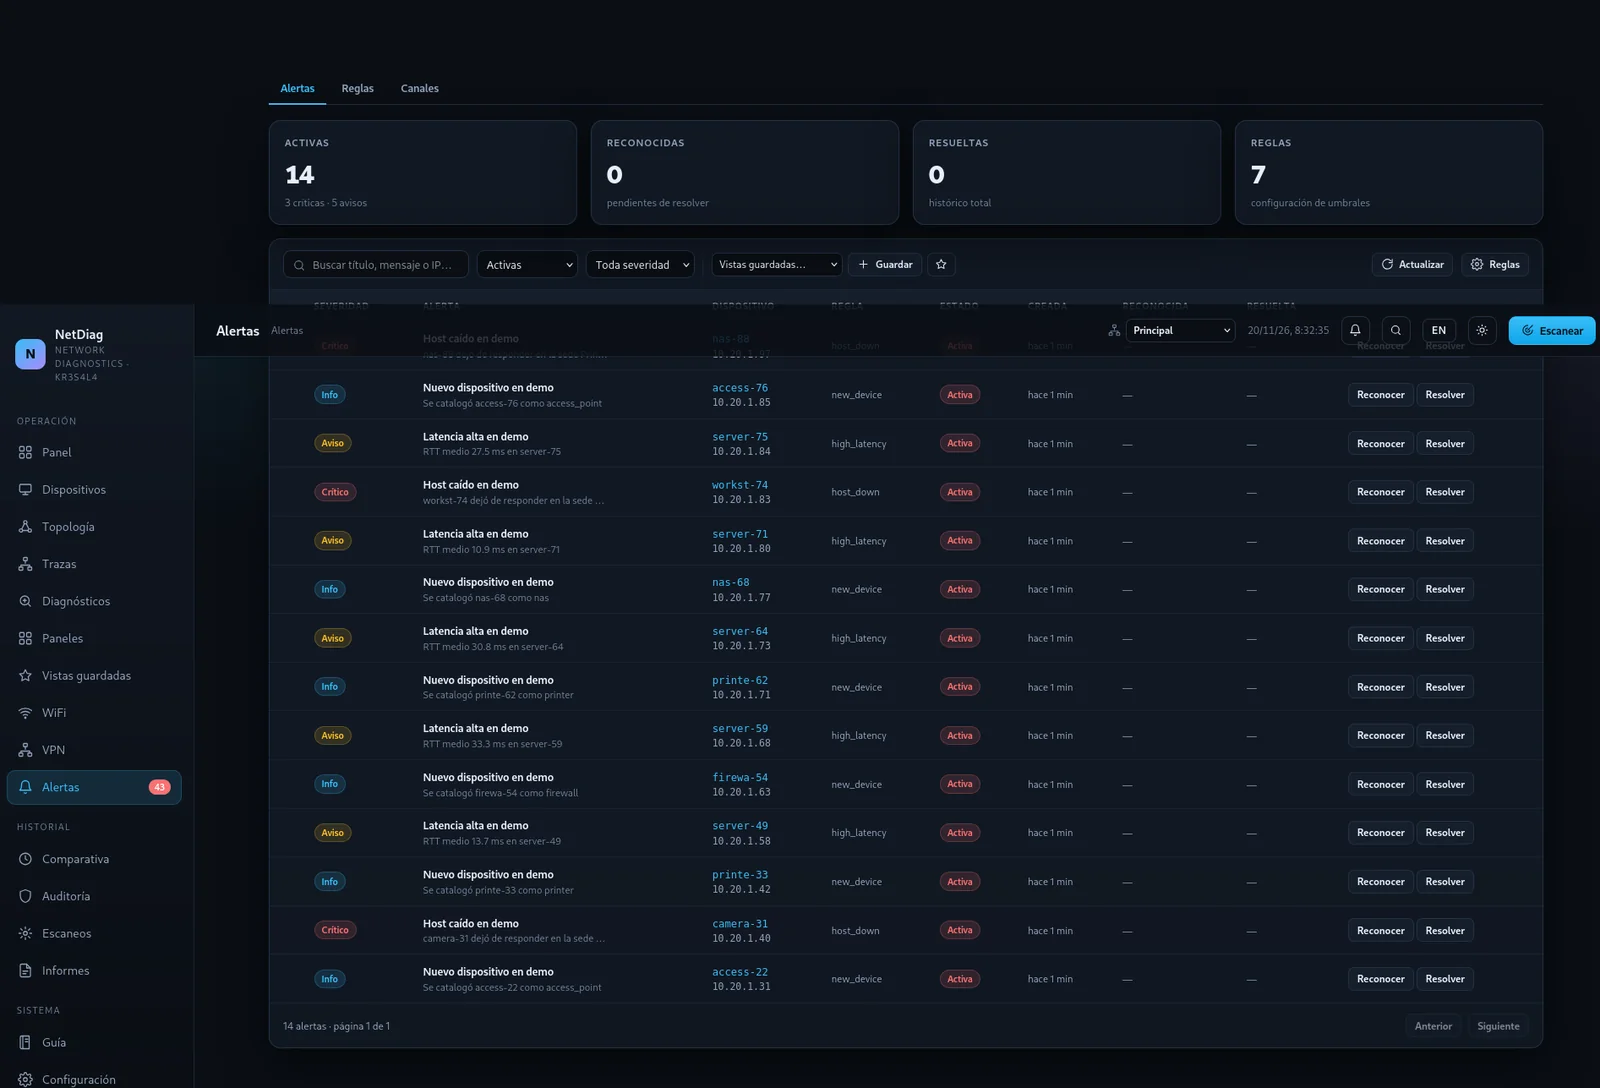 Alertas
Reglas
Canales
ACTIVAS
14
3 críticas · 5 avisos
RECONOCIDAS
0
pendientes de resolver
RESUELTAS
0
histórico total
REGLAS
7
configuración de umbrales
Buscar título, mensaje o IP…
Activas
Toda severidad
Vistas guardadas…
Guardar
Actualizar
Reglas
SEVERIDAD ALERTA DISPOSITIVO REGLA ESTADO CREADA RECONOCIDA RESUELTA
N
NetDiag
NETWORK
DIAGNOSTICS ·
KR3S4L4
Alertas Alertas
Principal
20/11/26, 8:32:35
EN
Escanear
Crítico Host caído en demo nas-88 host_down Activa Reconocer Resolver
OPERACIÓN
Panel
Dispositivos
Topología
Trazas
Diagnósticos
Paneles
Vistas guardadas
WiFi
VPN
Alertas 43
HISTORIAL
Comparativa
Auditoría
Escaneos
Informes
SISTEMA
Guía
Configuración
Info Nuevo dispositivo en demo access-76 new_device Activa hace 1 min — — Reconocer Resolver
Se catalogó access-76 como access_point 10.20.1.85
Aviso Latencia alta en demo server-75 high_latency Activa hace 1 min — — Reconocer Resolver
RTT medio 27.5 ms en server-75 10.20.1.84
Crítico Host caído en demo workst-74 host_down Activa hace 1 min — — Reconocer Resolver
workst-74 dejó de responder en la sede … 10.20.1.83
Aviso Latencia alta en demo server-71 high_latency Activa hace 1 min — — Reconocer Resolver
RTT medio 10.9 ms en server-71 10.20.1.80
Info Nuevo dispositivo en demo nas-68 new_device Activa hace 1 min — — Reconocer Resolver
Se catalogó nas-68 como nas 10.20.1.77
Aviso Latencia alta en demo server-64 high_latency Activa hace 1 min — — Reconocer Resolver
RTT medio 30.8 ms en server-64 10.20.1.73
Info Nuevo dispositivo en demo printe-62 new_device Activa hace 1 min — — Reconocer Resolver
Se catalogó printe-62 como printer 10.20.1.71
Aviso Latencia alta en demo server-59 high_latency Activa hace 1 min — — Reconocer Resolver
RTT medio 33.3 ms en server-59 10.20.1.68
Info Nuevo dispositivo en demo firewa-54 new_device Activa hace 1 min — — Reconocer Resolver
Se catalogó firewa-54 como firewall 10.20.1.63
Aviso Latencia alta en demo server-49 high_latency Activa hace 1 min — — Reconocer Resolver
RTT medio 13.7 ms en server-49 10.20.1.58
Info Nuevo dispositivo en demo printe-33 new_device Activa hace 1 min — — Reconocer Resolver
Se catalogó printe-33 como printer 10.20.1.42
Crítico Host caído en demo camera-31 host_down Activa hace 1 min — — Reconocer Resolver
camera-31 dejó de responder en la sede … 10.20.1.40
Info Nuevo dispositivo en demo access-22 new_device Activa hace 1 min — — Reconocer Resolver
Se catalogó access-22 como access_point 10.20.1.31
14 alertas · página 1 de 1
Anterior
Siguiente